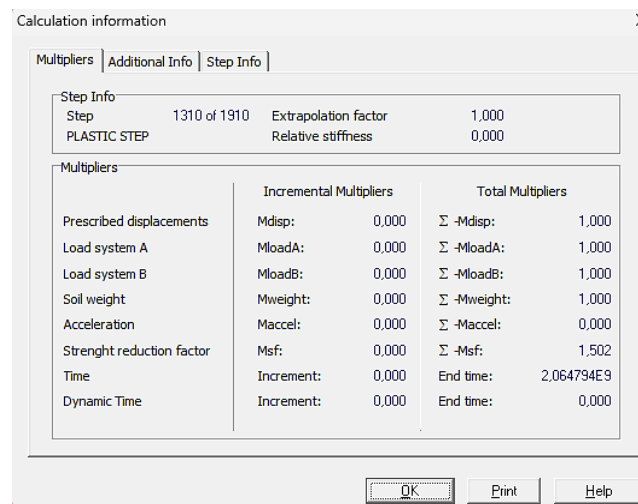 Calculation information
Multipliers Additional Info Step Info
Step Info
Step 1310 of 1910 Extrapolation factor 1,000
PLASTIC STEP Relative stiffness 0,000
Multipliers
Incremental Multipliers Total Multipliers
Prescribed displacements Mdisp: 0,000 Σ -Mdisp: 1,000
Load system A MloadA: 0,000 Σ -MloadA: 1,000
Load system B MloadB: 0,000 Σ -MloadB: 1,000
Soil weight Mweight: 0,000 Σ -Mweight: 1,000
Acceleration Maccel: 0,000 Σ -Maccel: 0,000
Strenght reduction factor Msf: 0,000 Σ -Msf: 1,502
Time Increment: 0,000 End time: 2,064794E9
Dynamic Time Increment: 0,000 End time: 0,000
OK Print Help